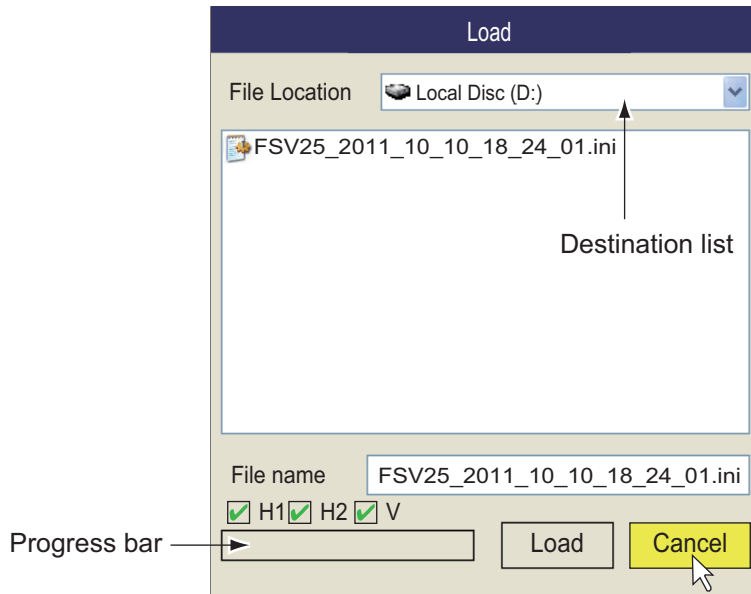 Load
File Location Local Disc (D:)
FSV25_2011_10_10_18_24_01.ini
Destination list
File name FSV25_2011_10_10_18_24_01.ini
H1 H2 V
Progress bar Load Cancel